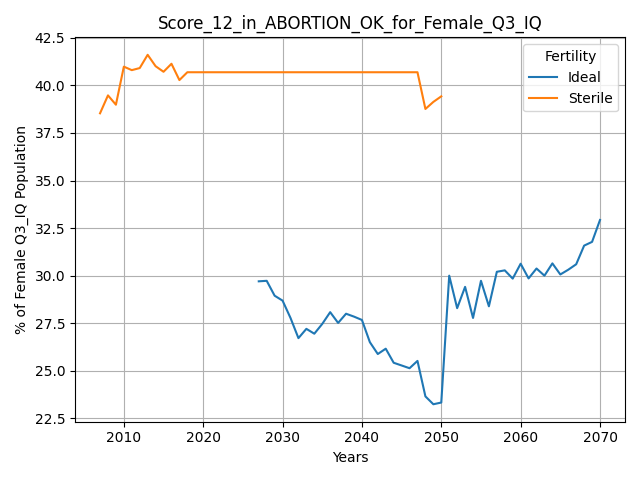 Score_12_in_ABORTION_OK_for_Female_Q3_IQ
42.5
40.0
37.5
35.0
32.5
30.0
27.5
25.0
22.5
% of Female Q3_IQ Population
Fertility
Ideal
Sterile
2010 2020 2030 2040 2050 2060 2070
Years